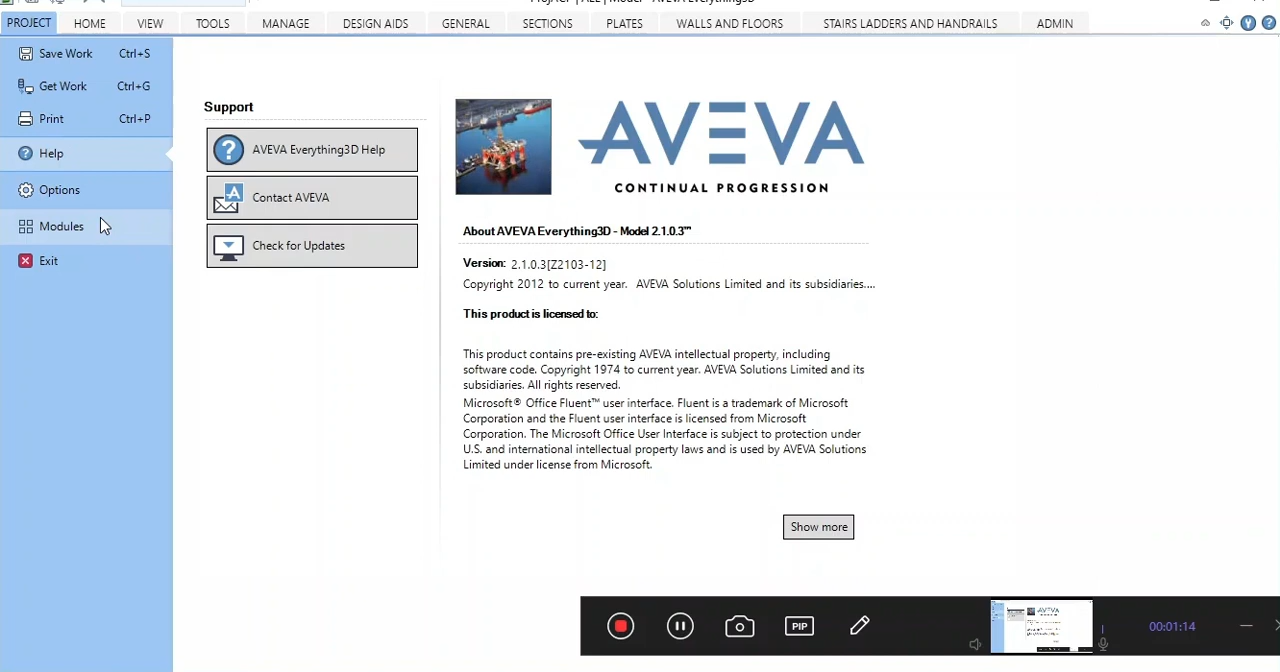 PROJECT HOME VIEW TOOLS MANAGE DESIGN AIDS GENERAL SECTIONS PLATES WALLS AND FLOORS STAIRS LADDERS AND HANDRAILS ADMIN
Save Work Ctrl+S
Get Work Ctrl+G
Print Ctrl+P
Help
Options
Modules
Exit
Support
AVEVA Everything3D Help
Contact AVEVA
Check for Updates
AVEVA
CONTINUAL PROGRESSION
About AVEVA Everything3D - Model 2.1.0.3™
Version: 2.1.0.3[Z2103-12]
Copyright 2012 to current year. AVEVA Solutions Limited and its subsidiaries....
This product is licensed to:
This product contains pre-existing AVEVA intellectual property, including
software code. Copyright 1974 to current year. AVEVA Solutions Limited and its
subsidiaries. All rights reserved.
Microsoft® Office Fluent™ user interface. Fluent is a trademark of Microsoft
Corporation and the Fluent user interface is licensed from Microsoft
Corporation. The Microsoft Office User Interface is subject to protection under
U.S. and international intellectual property laws and is used by AVEVA Solutions
Limited under license from Microsoft.
Show more
PIP
00:01:14